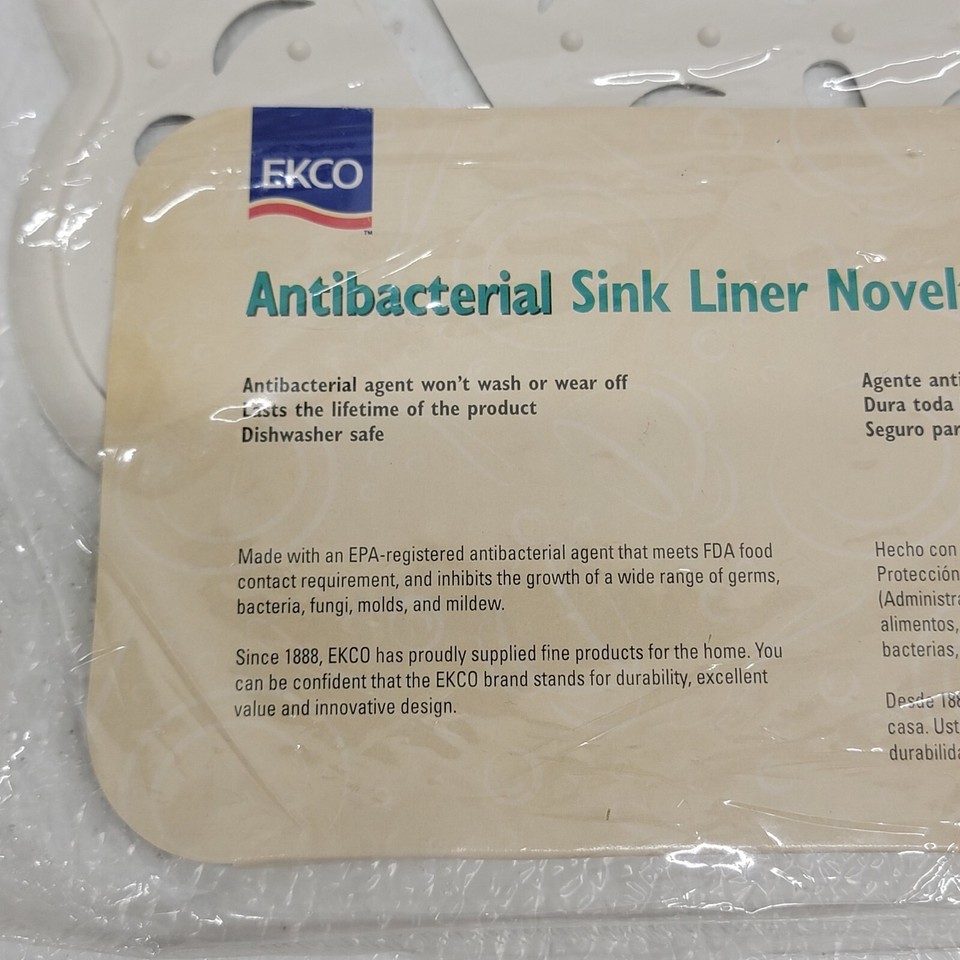 EKCO
™
Antibacterial Sink Liner Novel
Antibacterial agent won't wash or wear off
Lasts the lifetime of the product
Dishwasher safe
Agente anti
Dura toda
Seguro par
Made with an EPA-registered antibacterial agent that meets FDA food
contact requirement, and inhibits the growth of a wide range of germs,
bacteria, fungi, molds, and mildew.
Since 1888, EKCO has proudly supplied fine products for the home. You
can be confident that the EKCO brand stands for durability, excellent
value and innovative design.
Hecho con
Protección
(Administra
alimentos,
bacterias,
Desde 188
casa. Ust
durabilida